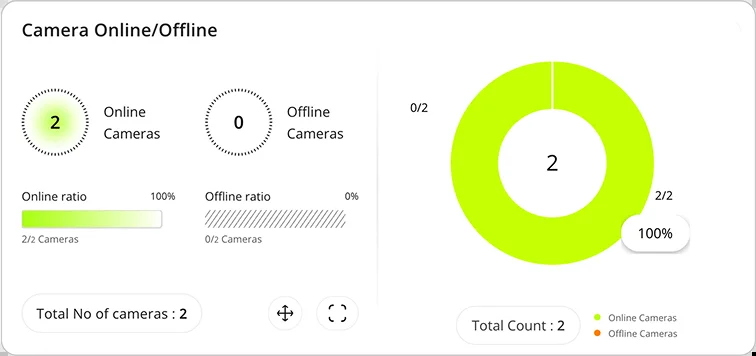 Camera Online/Offline
2
Online
Cameras
0
Offline
Cameras
Online ratio 100%
2/2 Cameras
Offline ratio 0%
0/2 Cameras
Total No of cameras : 2
0/2
2
2/2
100%
Total Count : 2
Online Cameras
Offline Cameras